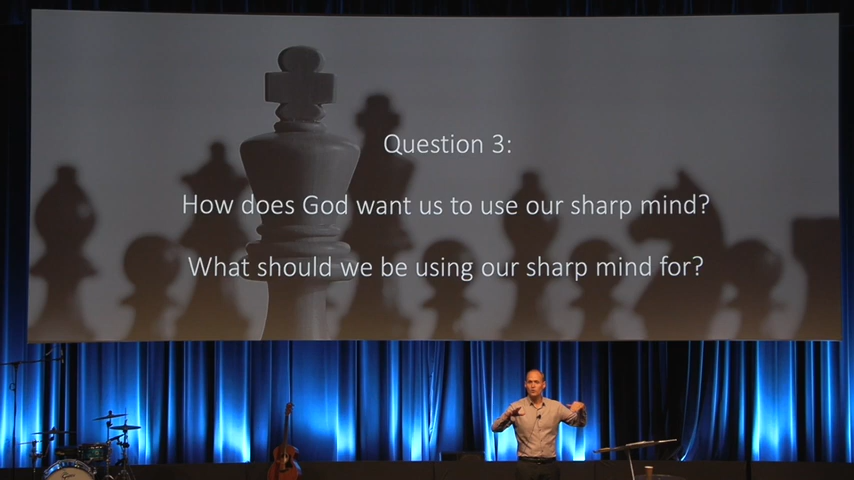 Question 3:
How does God want us to use our sharp mind?
What should we be using our sharp mind for?